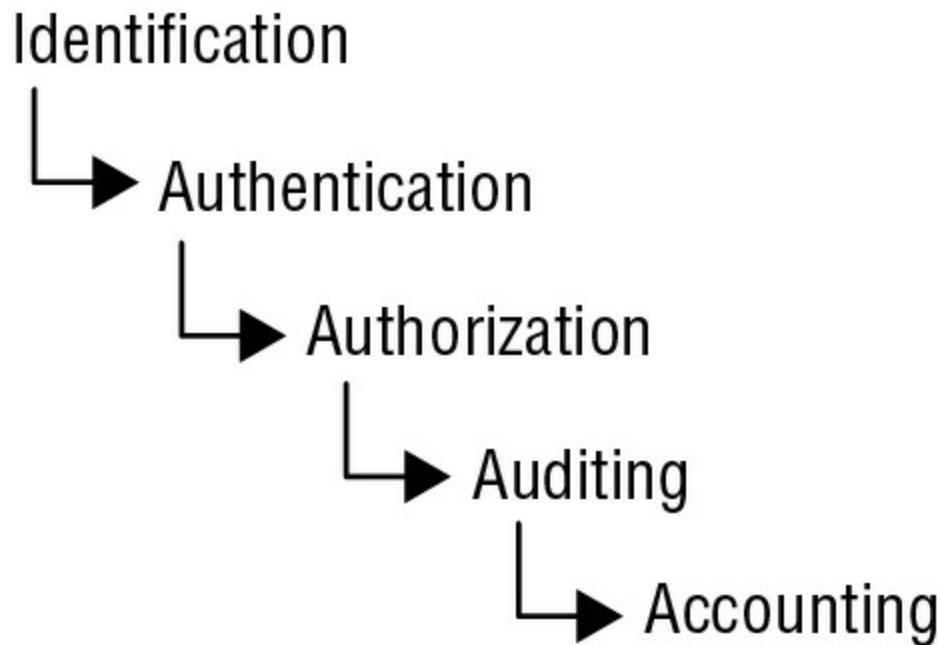 Identification
Authentication
Authorization
Auditing
Accounting